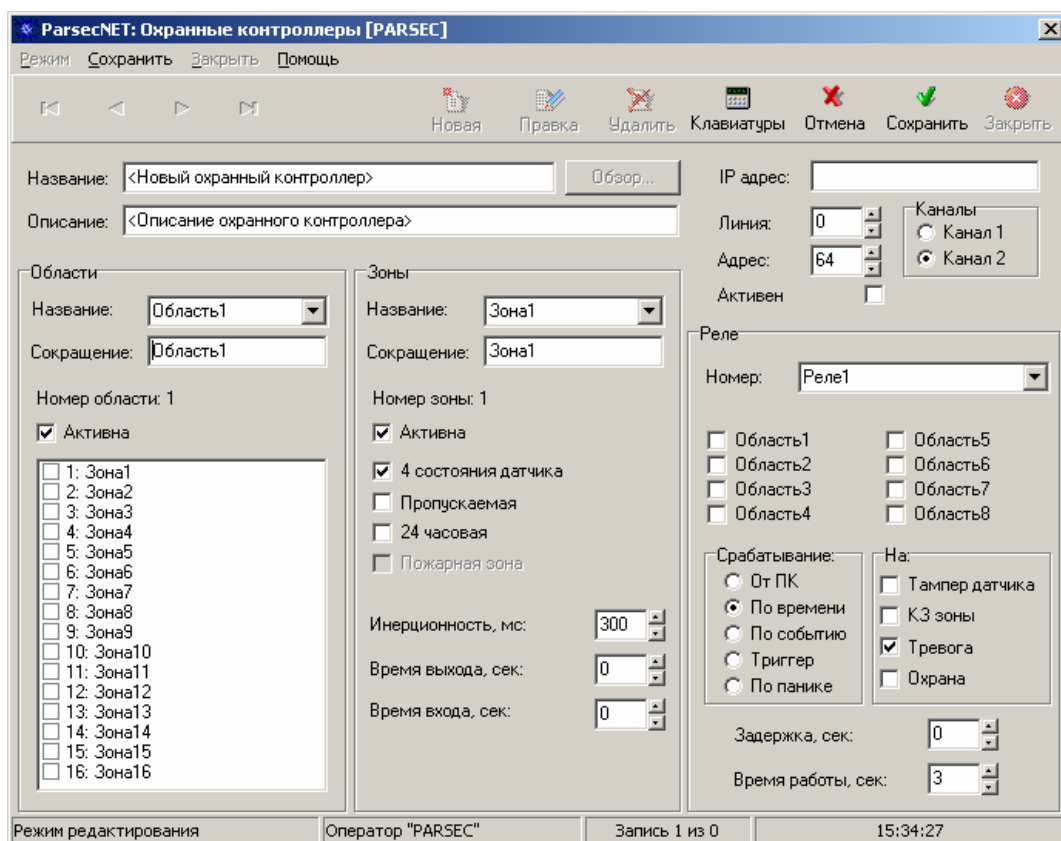 ParsecNET: Охранные контроллеры [PARSEC]
Режим Сохранить Закрыть Помощь
Новая Правка Удалить Клавиатуры Отмена Сохранить Закрыть
Название: <Новый охранный контроллер> Обзор...
Описание: <Описание охранного контроллера>
IP адрес:
Линия: 0
Адрес: 64
Активен
Каналы
Канал 1
Канал 2
Области
Название: Область1
Сокращение: Область1
Номер области: 1
Активна
1: Зона1
2: Зона2
3: Зона3
4: Зона4
5: Зона5
6: Зона6
7: Зона7
8: Зона8
9: Зона9
10: Зона10
11: Зона11
12: Зона12
13: Зона13
14: Зона14
15: Зона15
16: Зона16
Зоны
Название: Зона1
Сокращение: Зона1
Номер зоны: 1
Активна
4 состояния датчика
Пропускаемая
24 часовая
Пожарная зона
Инерционность, мс: 300
Время выхода, сек: 0
Время входа, сек: 0
Реле
Номер: Реле1
Область1 Область5
Область2 Область6
Область3 Область7
Область4 Область8
Срабатывание:
От ПК
По времени
По событию
Триггер
По панике
На:
Тампер датчика
КЗ зоны
Тревога
Охрана
Задержка, сек: 0
Время работы, сек: 3
Режим редактирования Оператор "PARSEC" Запись 1 из 0 15:34:27